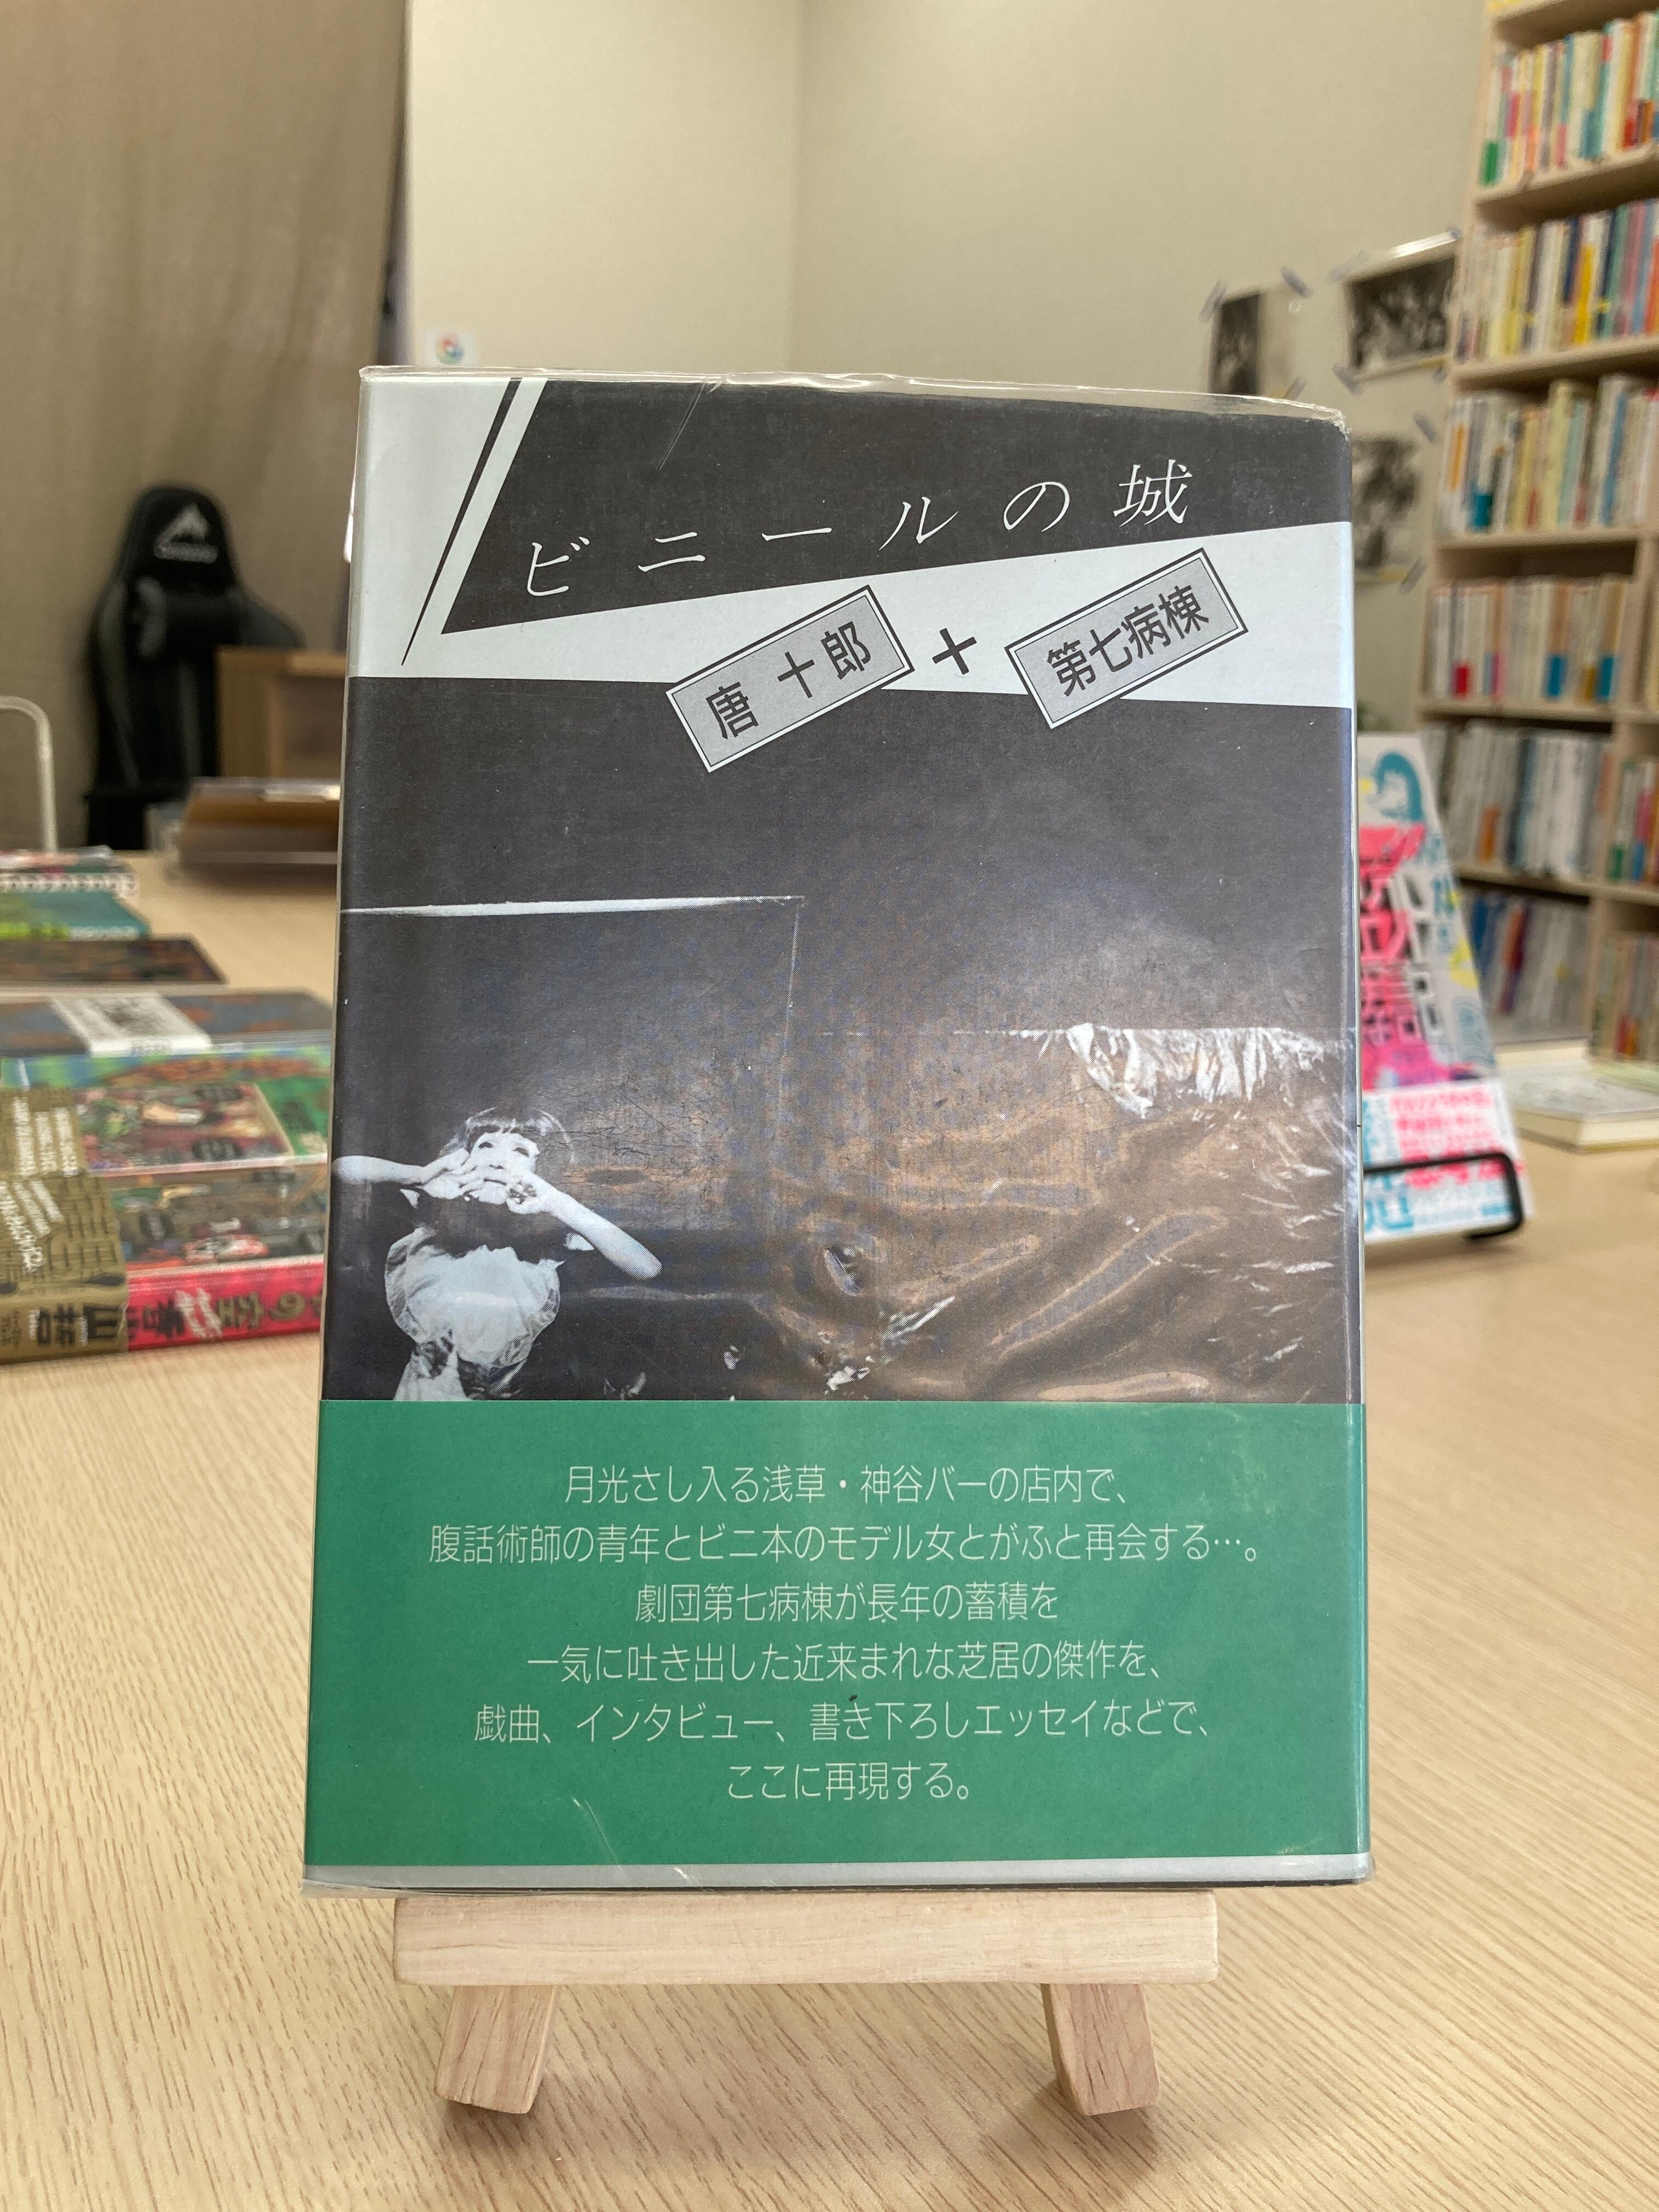 ビニールの城
唐十郎
+
第七病棟
月光さし入る浅草・神谷バーの店内で、
腹話術師の青年とビニ本のモデル女とがふと再会する…。
劇団第七病棟が長年の蓄積を
一気に吐き出した近来まれな芝居の傑作を、
戯曲、インタビュー、書き下ろしエッセイなどで、
ここに再現する。